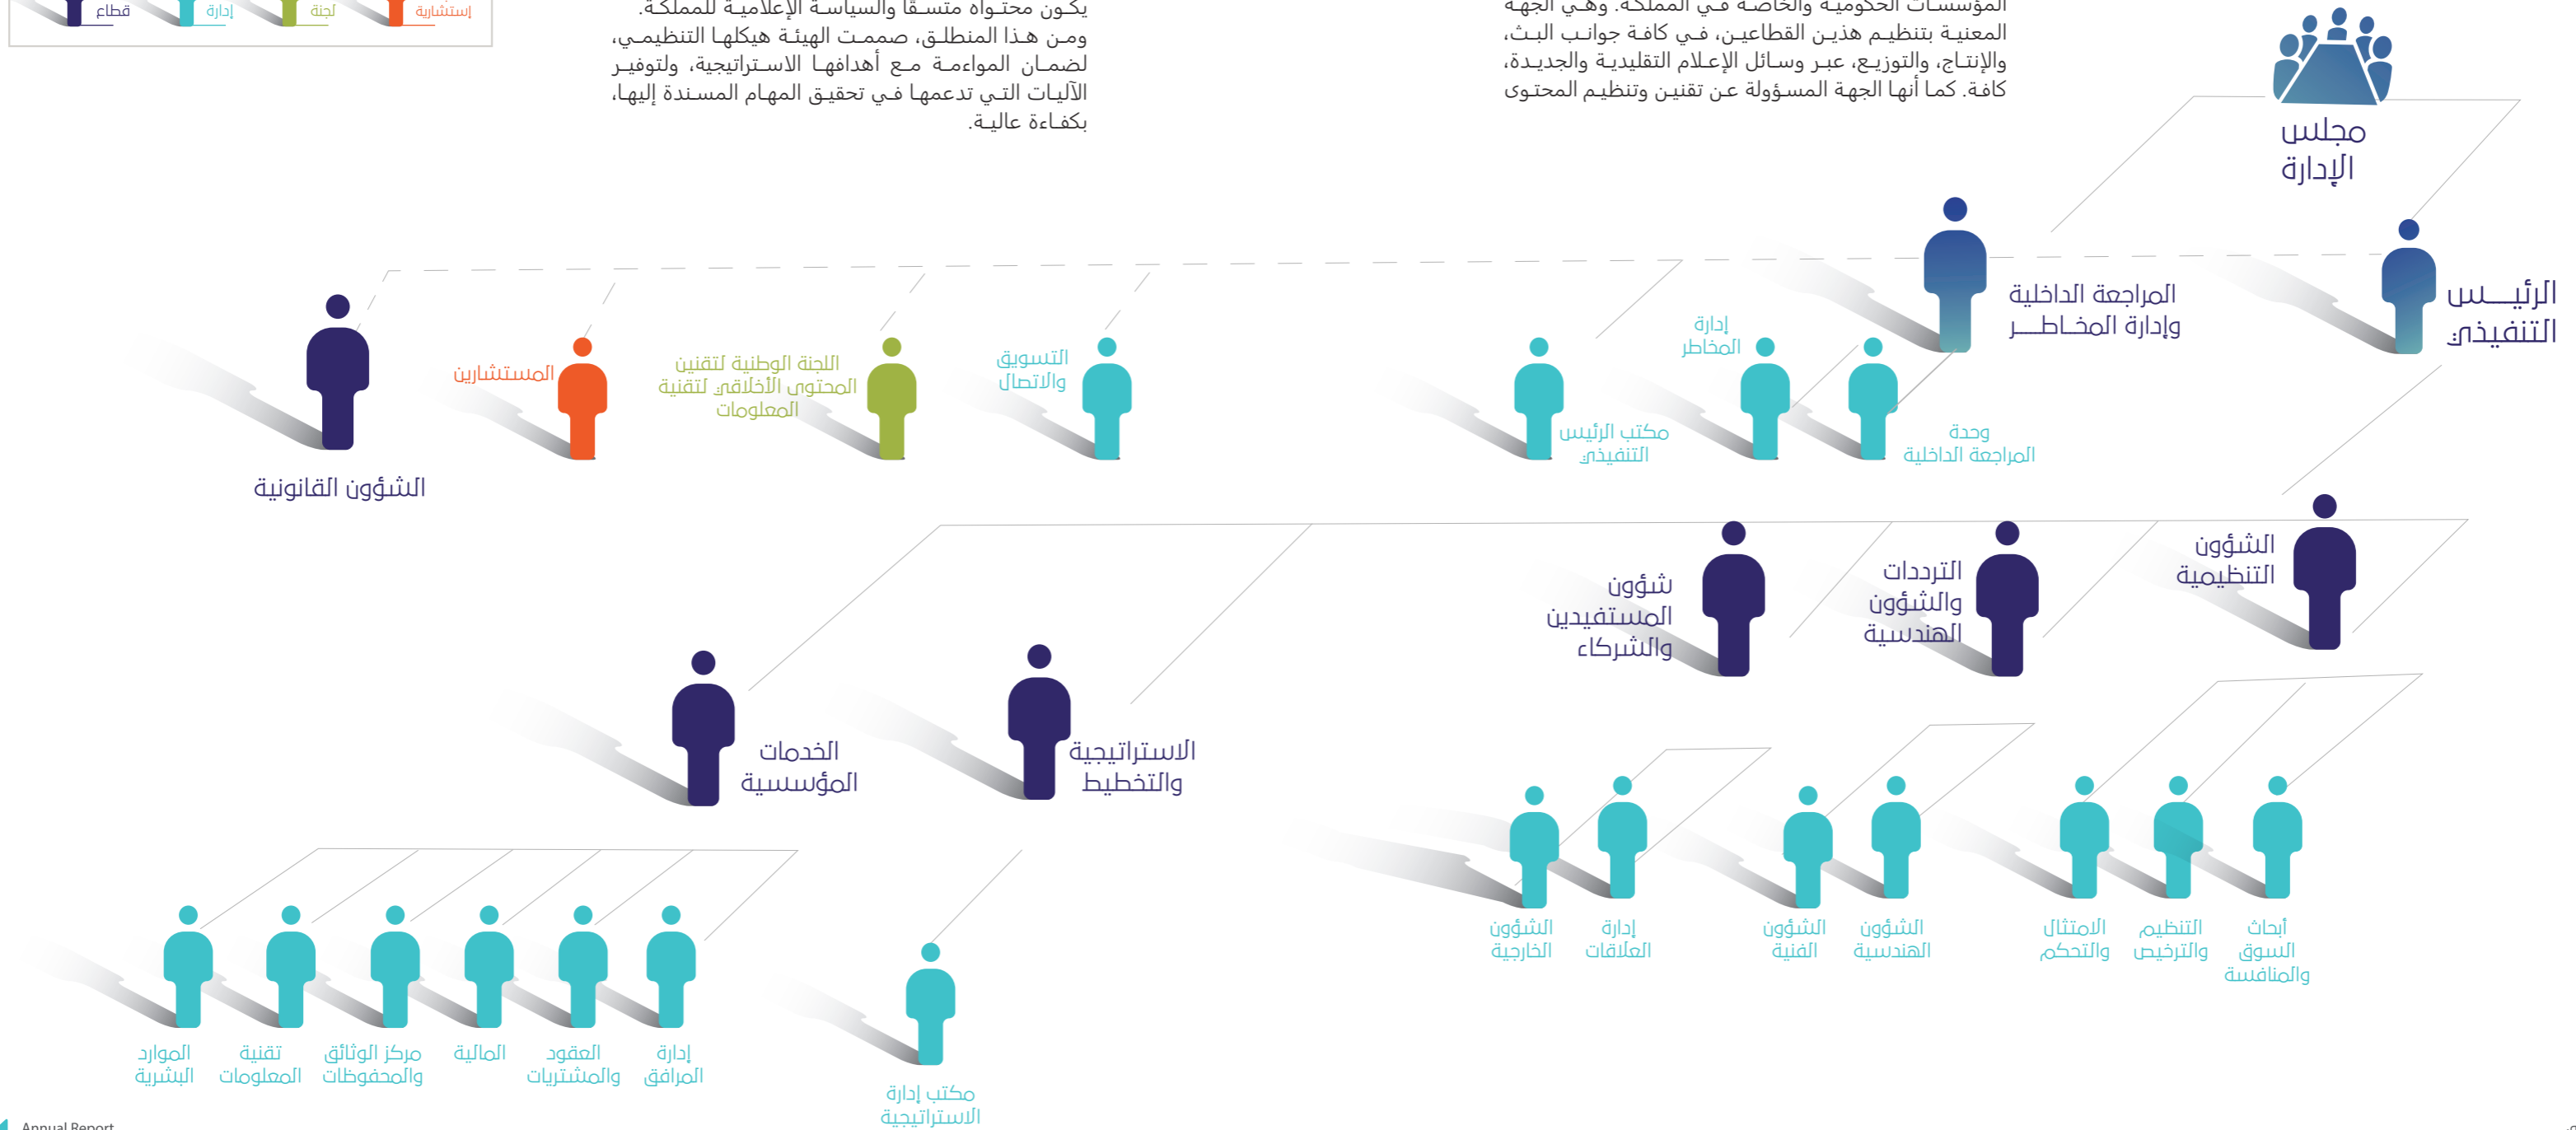 المؤسسات الحكومية والخاصة في المملكة. وهي الجهة
المعنية بتنظيم هذين القطاعين، في كافة جوانب البث،
والإنتاج، والتوزيع، عبر وسائل الإعلام التقليدية والجديدة،
كافة. كما أنها الجهة المسؤولة عن تقنين وتنظيم المحتوى
يكون محتواه متسقًا والسياسة الإعلامية للمملكة.
ومن هذا المنطلق، صممت الهيئة هيكلها التنظيمي،
لضمان المواءمة مع أهدافها الاستراتيجية، ولتوفير
الآليات التي تدعمها في تحقيق المهام المسندة إليها،
بكفاءة عالية.
إستشارية
لجنة
إدارة
قطاع
مجلس
الإدارة
الرئيس
التنفيذي
المراجعة الداخلية
وإدارة المخاطر
وحدة
المراجعة الداخلية
إدارة
المخاطر
مكتب الرئيس
التنفيذي
التسويق
والاتصال
اللجنة الوطنية لتقنين
المحتوى الأخلاقي لتقنية
المعلومات
المستشارين
الشؤون القانونية
الشؤون
التنظيمية
الترددات
والشؤون
الهندسية
شؤون
المستفيدين
والشركاء
الاستراتيجية
والتخطيط
الخدمات
المؤسسية
أبحاث
السوق
والمنافسة
التنظيم
والترخيص
الامتثال
والتحكم
الشؤون
الهندسية
الشؤون
الفنية
إدارة
العلاقات
الشؤون
الخارجية
مكتب إدارة
الاستراتيجية
إدارة
المرافق
العقود
والمشتريات
المالية
مركز الوثائق
والمحفوظات
تقنية
المعلومات
الموارد
البشرية
Annual Report